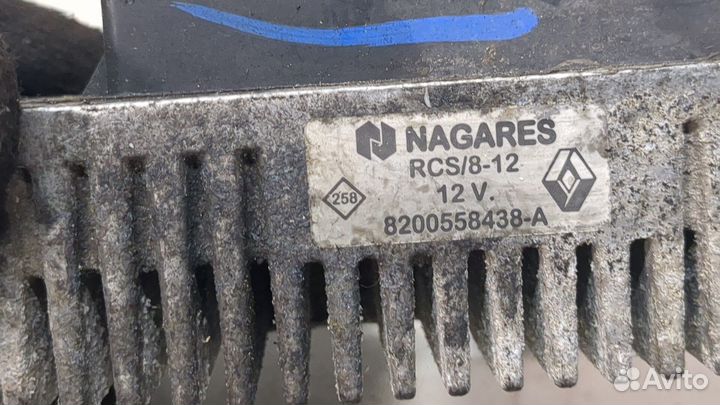 NAGARES
RCS/8-12
258
12 V.
8200558438-A
Avito